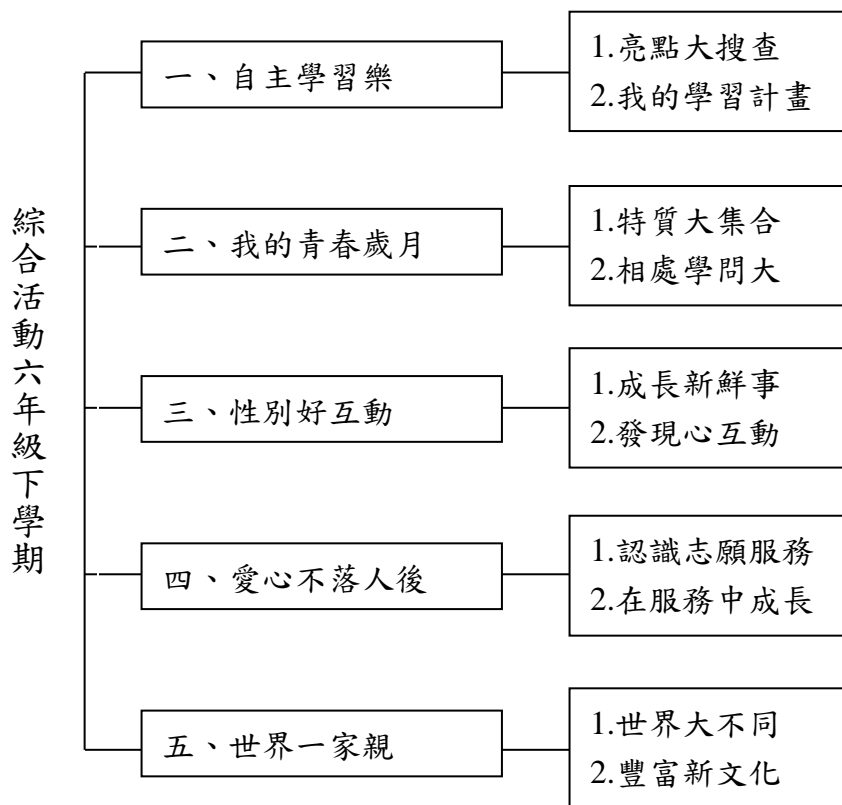 綜合活動六年級下學期
一、自主學習樂
1.亮點大搜查
2.我的學習計畫
二、我的青春歲月
1.特質大集合
2.相處學問大
三、性別好互動
1.成長新鮮事
2.發現心互動
四、愛心不落人後
1.認識志願服務
2.在服務中成長
五、世界一家親
1.世界大不同
2.豐富新文化